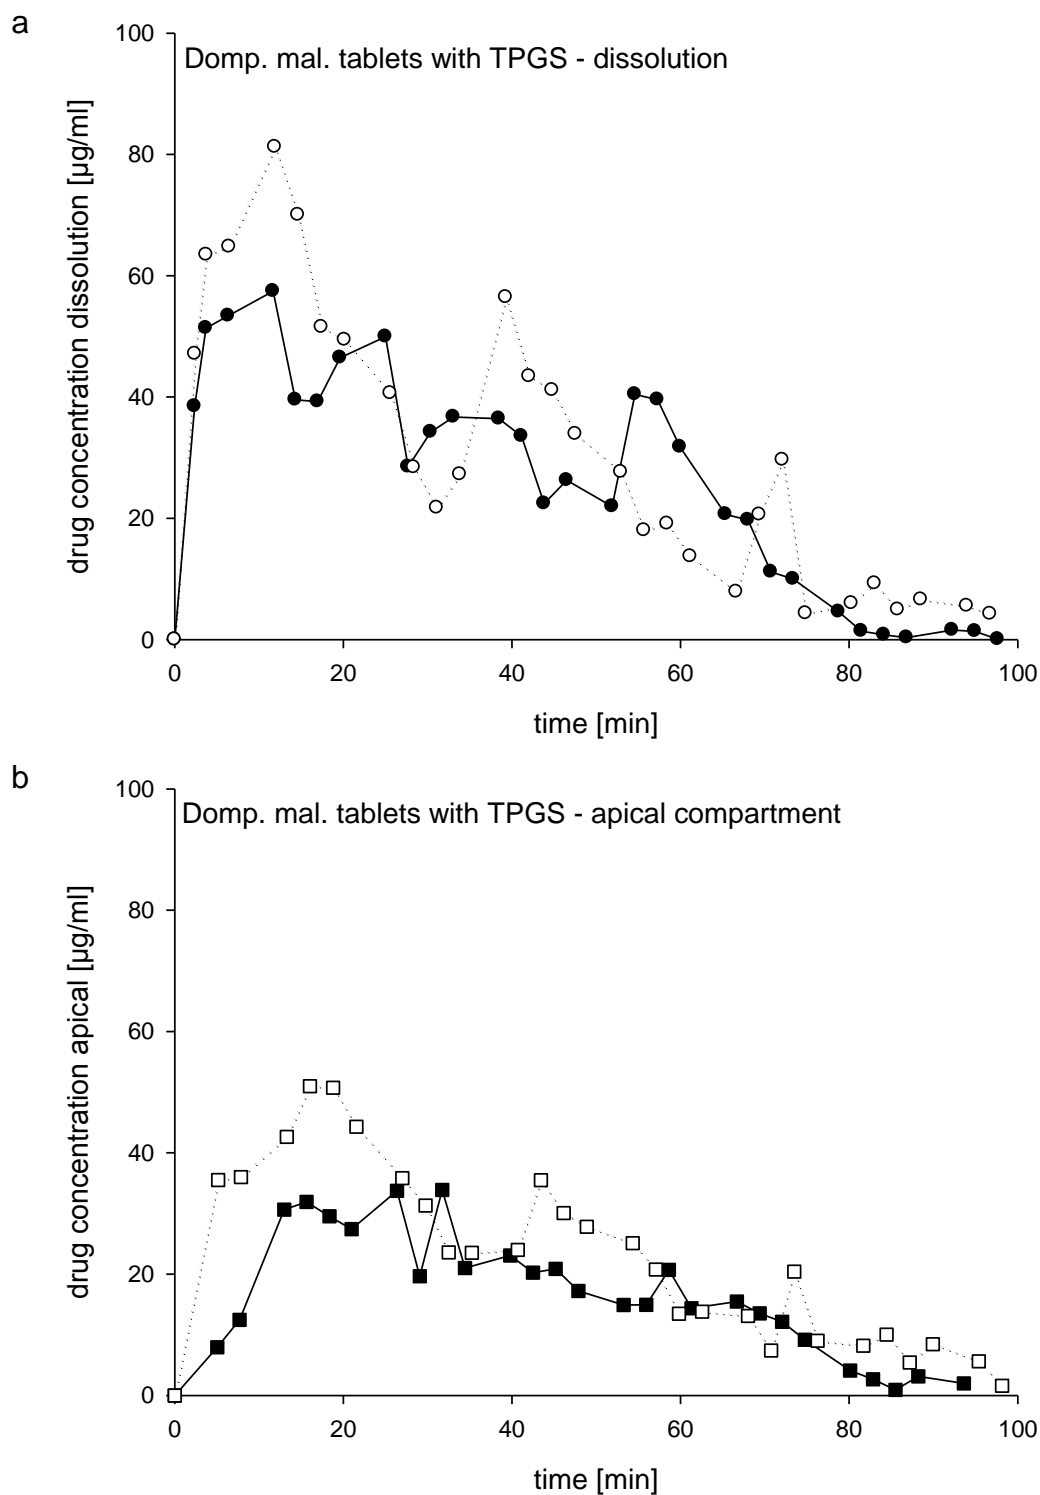 a
Domp. mal. tablets with TPGS - dissolution
drug concentration dissolution [µg/ml]
100
80
60
40
20
0
0 20 40 60 80 100
time [min]
b
Domp. mal. tablets with TPGS - apical compartment
drug concentration apical [µg/ml]
100
80
60
40
20
0
0 20 40 60 80 100
time [min]